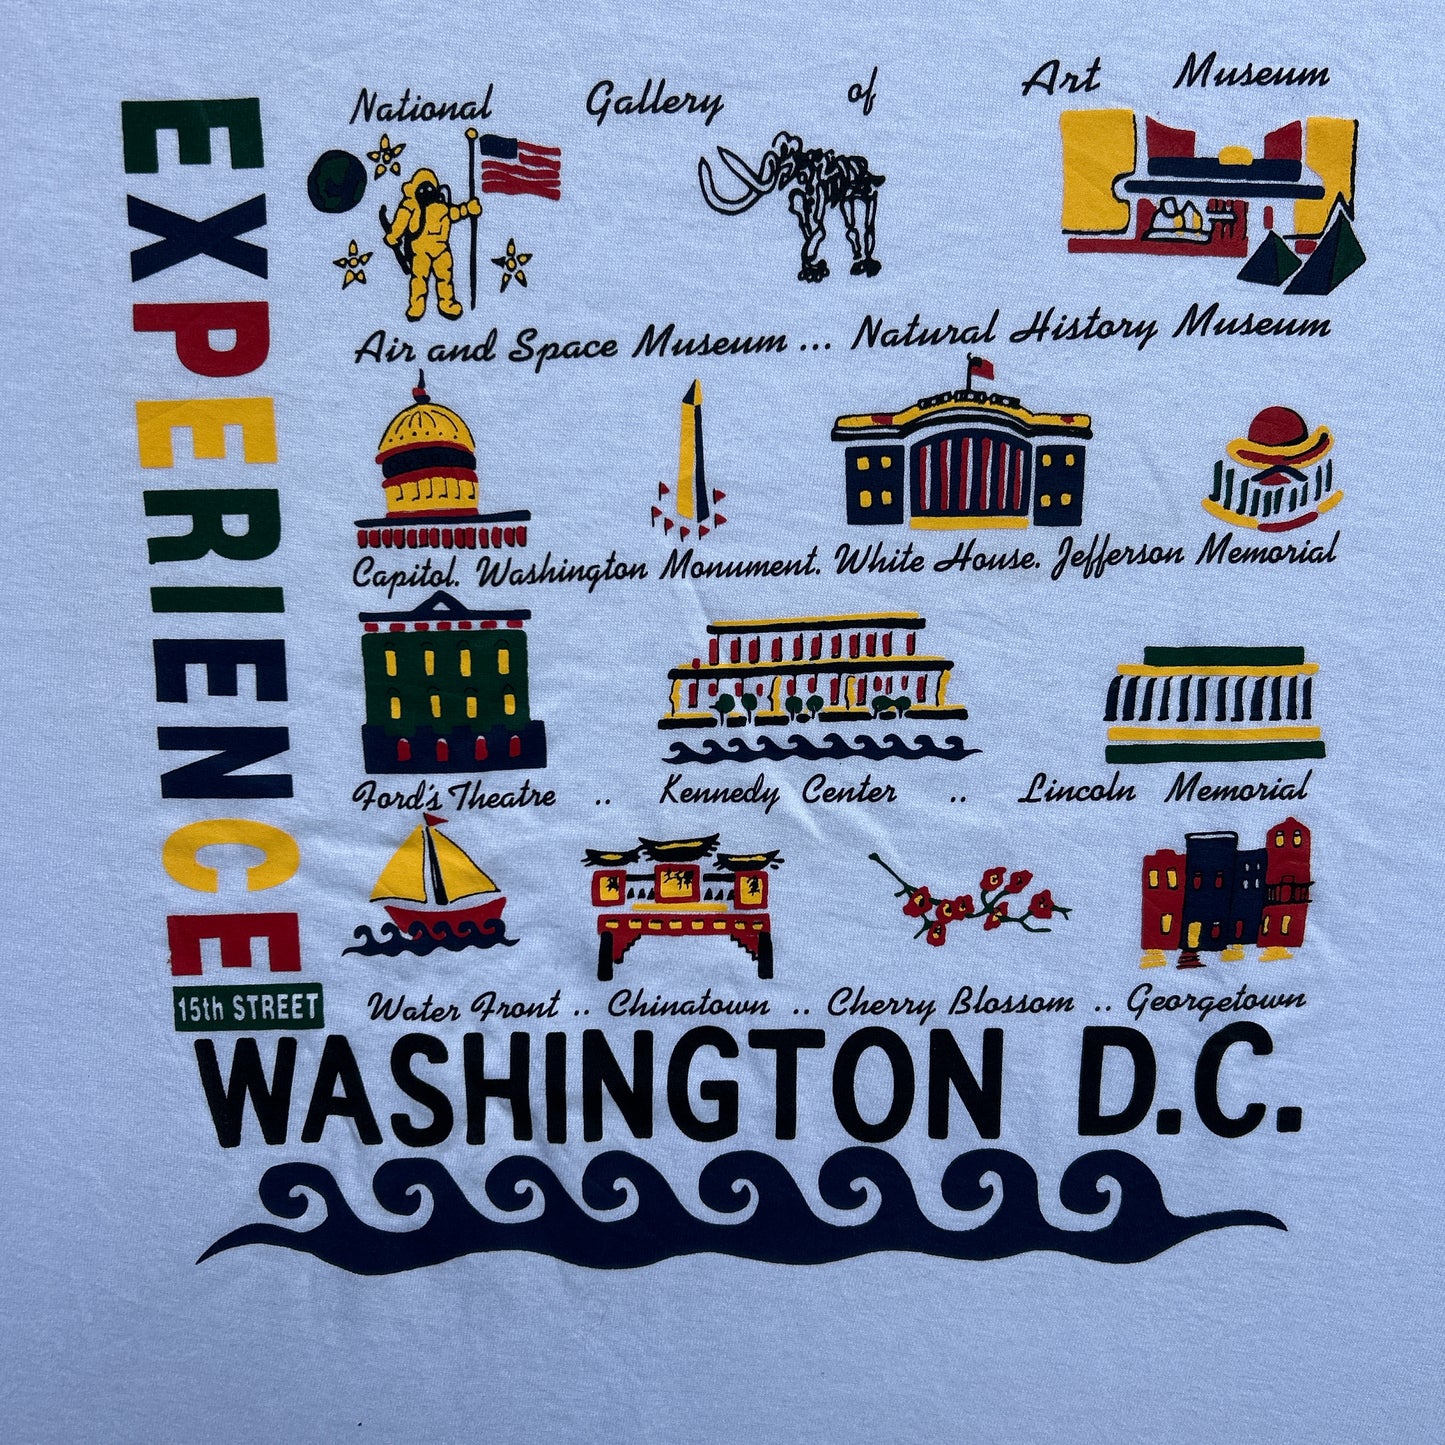 EXPERIENCE
National Gallery of Art Museum
Air and Space Museum ... Natural History Museum
Capitol. Washington Monument. White House. Jefferson Memorial
Ford's Theatre .. Kennedy Center .. Lincoln Memorial
Water Front .. Chinatown .. Cherry Blossom .. Georgetown
15th STREET
WASHINGTON D.C.